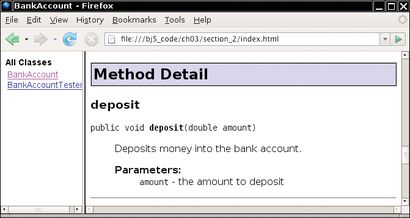 BankAccount - Firefox
File Edit View History Bookmarks Tools Help
file:///bj5_code/ch03/section_2/index.html
All Classes
BankAccount
BankAccountTester
Method Detail
deposit
public void deposit(double amount)
Deposits money into the bank account.
Parameters:
amount - the amount to deposit